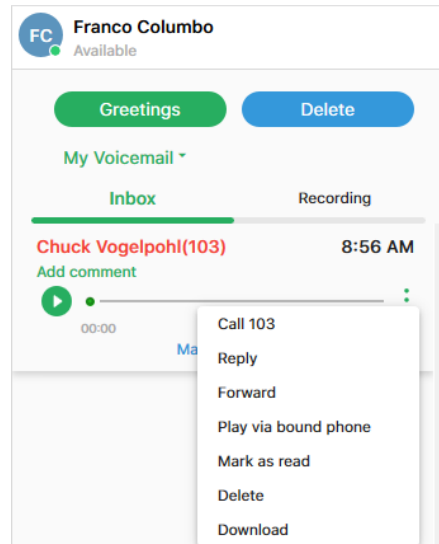 FC
Franco Columbo
Available
Greetings Delete
My Voicemail
Inbox Recording
Chuck Vogelpohl(103) 8:56 AM
Add comment
00:00
Call 103
Ma
Reply
Forward
Play via bound phone
Mark as read
Delete
Download